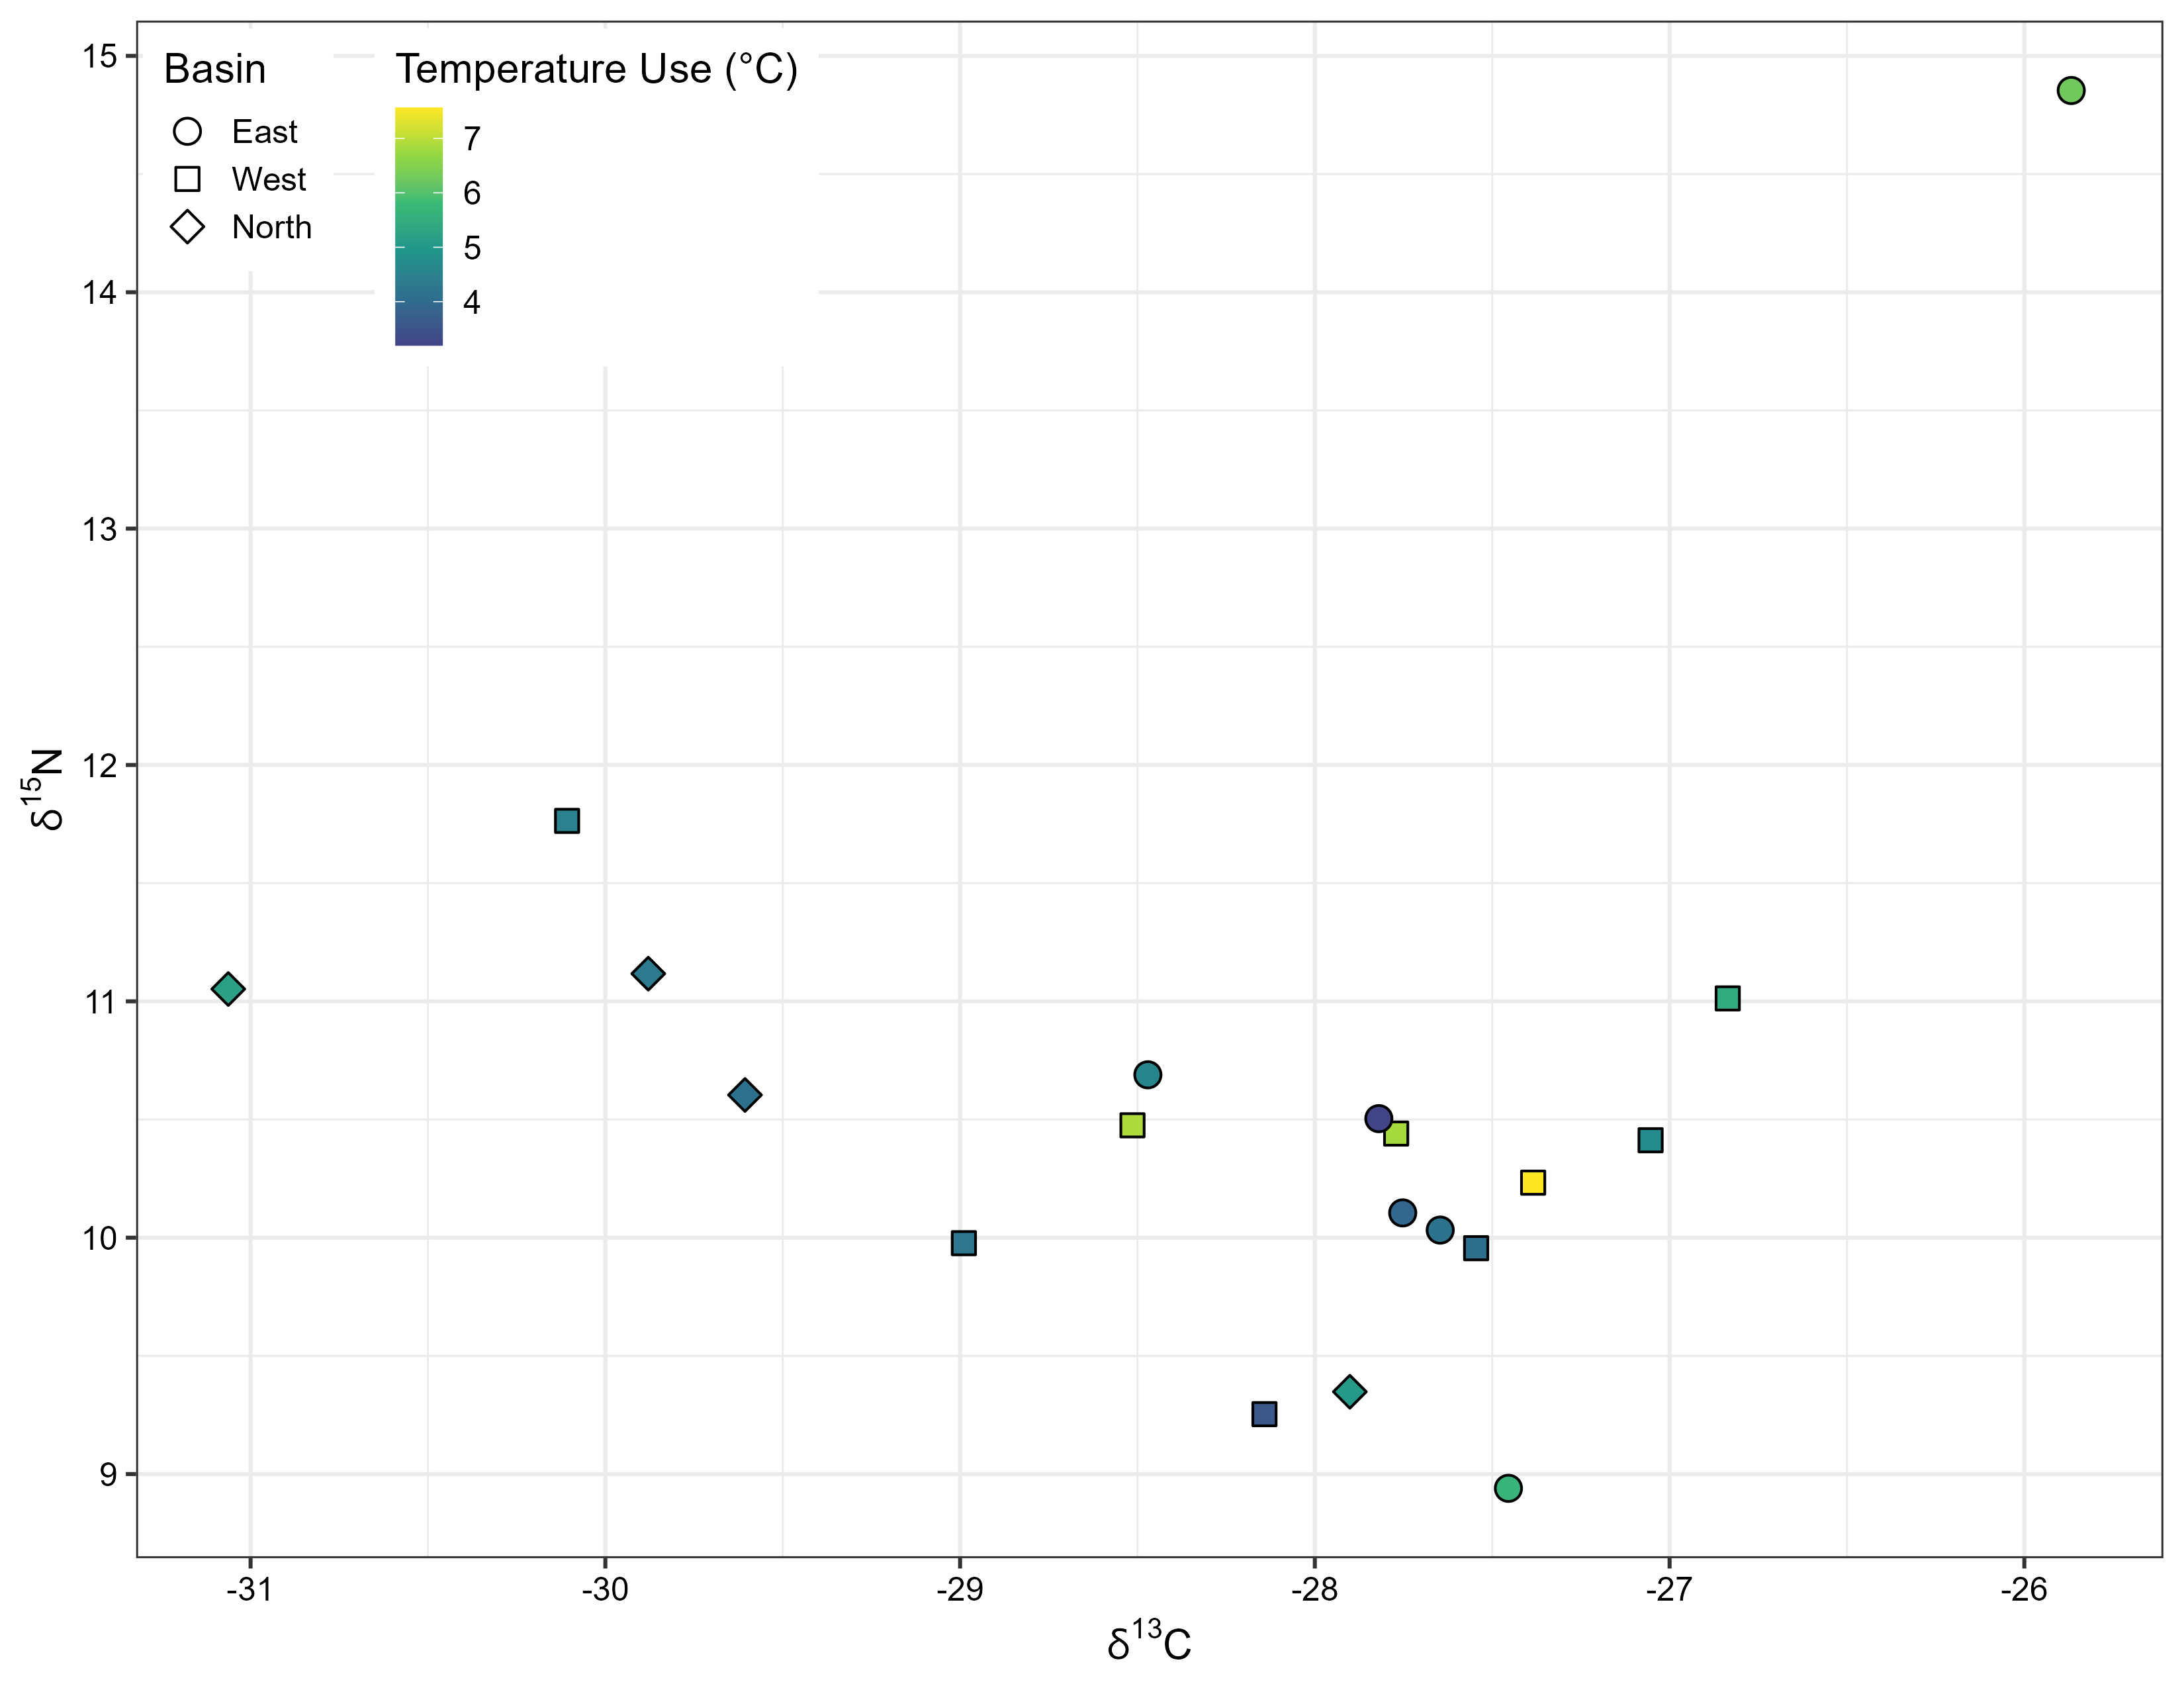 Basin
East
West
North
Temperature Use (°C)
7
6
5
4
15
14
13
12
11
10
9
δ¹⁵N
-31 -30 -29 -28 -27 -26
δ¹³C